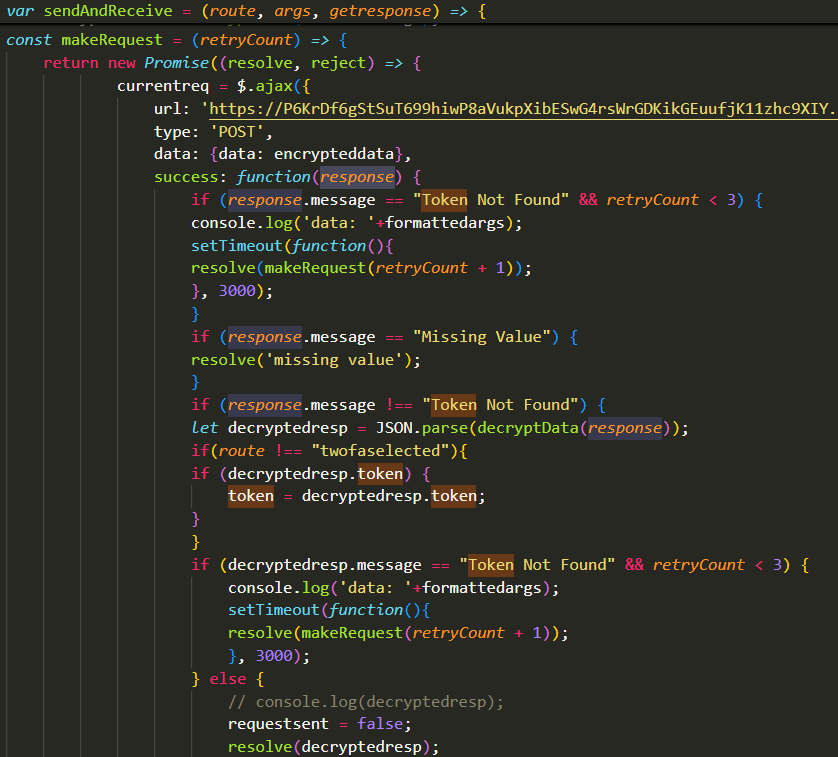 var sendAndReceive = (route, args, getresponse) => {
const makeRequest = (retryCount) => {
return new Promise((resolve, reject) => {
currentreq = $.ajax({
url: 'https://P6KrDf6gStSuT699hiwP8aVukpXibESwG4rsWrGDKikGEuufjK11zhc9XIY.
type: 'POST',
data: {data: encrypteddata},
success: function(response) {
if (response.message == "Token Not Found" && retryCount < 3) {
console.log('data: '+formattedargs);
setTimeout(function(){
resolve(makeRequest(retryCount + 1));
}, 3000);
}
if (response.message == "Missing Value") {
resolve('missing value');
}
if (response.message !== "Token Not Found") {
let decryptedresp = JSON.parse(decryptData(response));
if(route !== "twofaselected"){
if (decryptedresp.token) {
token = decryptedresp.token;
}
}
if (decryptedresp.message == "Token Not Found" && retryCount < 3) {
console.log('data: '+formattedargs);
setTimeout(function(){
resolve(makeRequest(retryCount + 1));
}, 3000);
} else {
// console.log(decryptedresp);
requestsent = false;
resolve(decryptedresp);